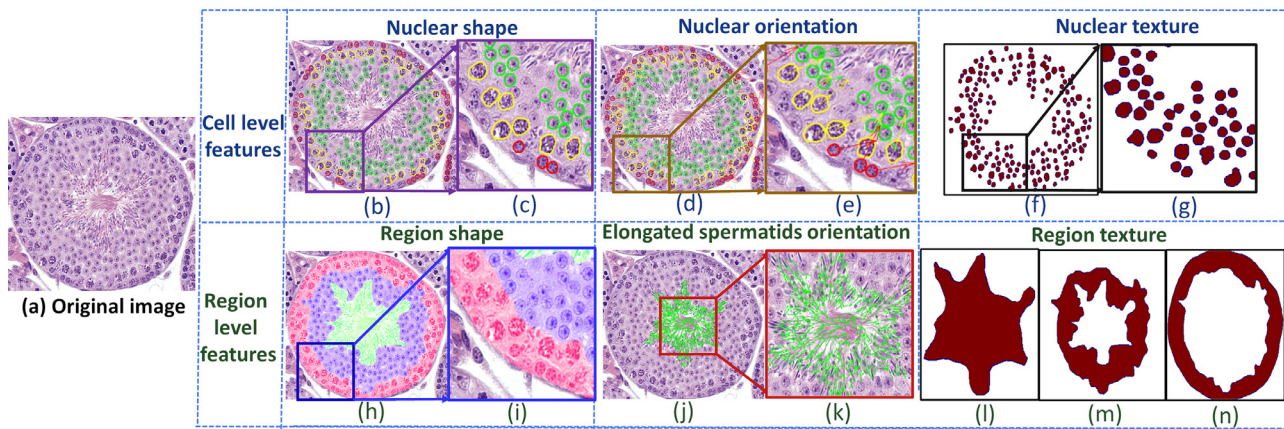 Nuclear shape
Nuclear orientation
Nuclear texture
Cell level
features
(b)
(c)
(d)
(e)
(f)
(g)
(a) Original image
Region shape
Elongated spermatids orientation
Region texture
Region
level
features
(h)
(i)
(j)
(k)
(l)
(m)
(n)